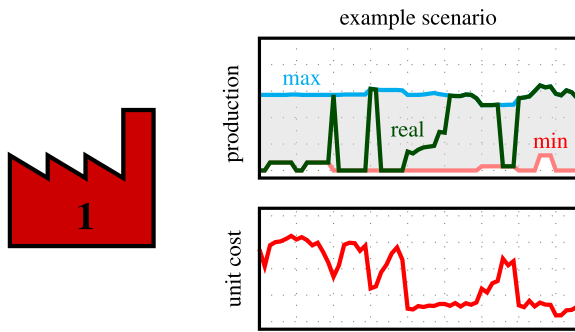 example scenario
production
max
real
min
1
unit cost